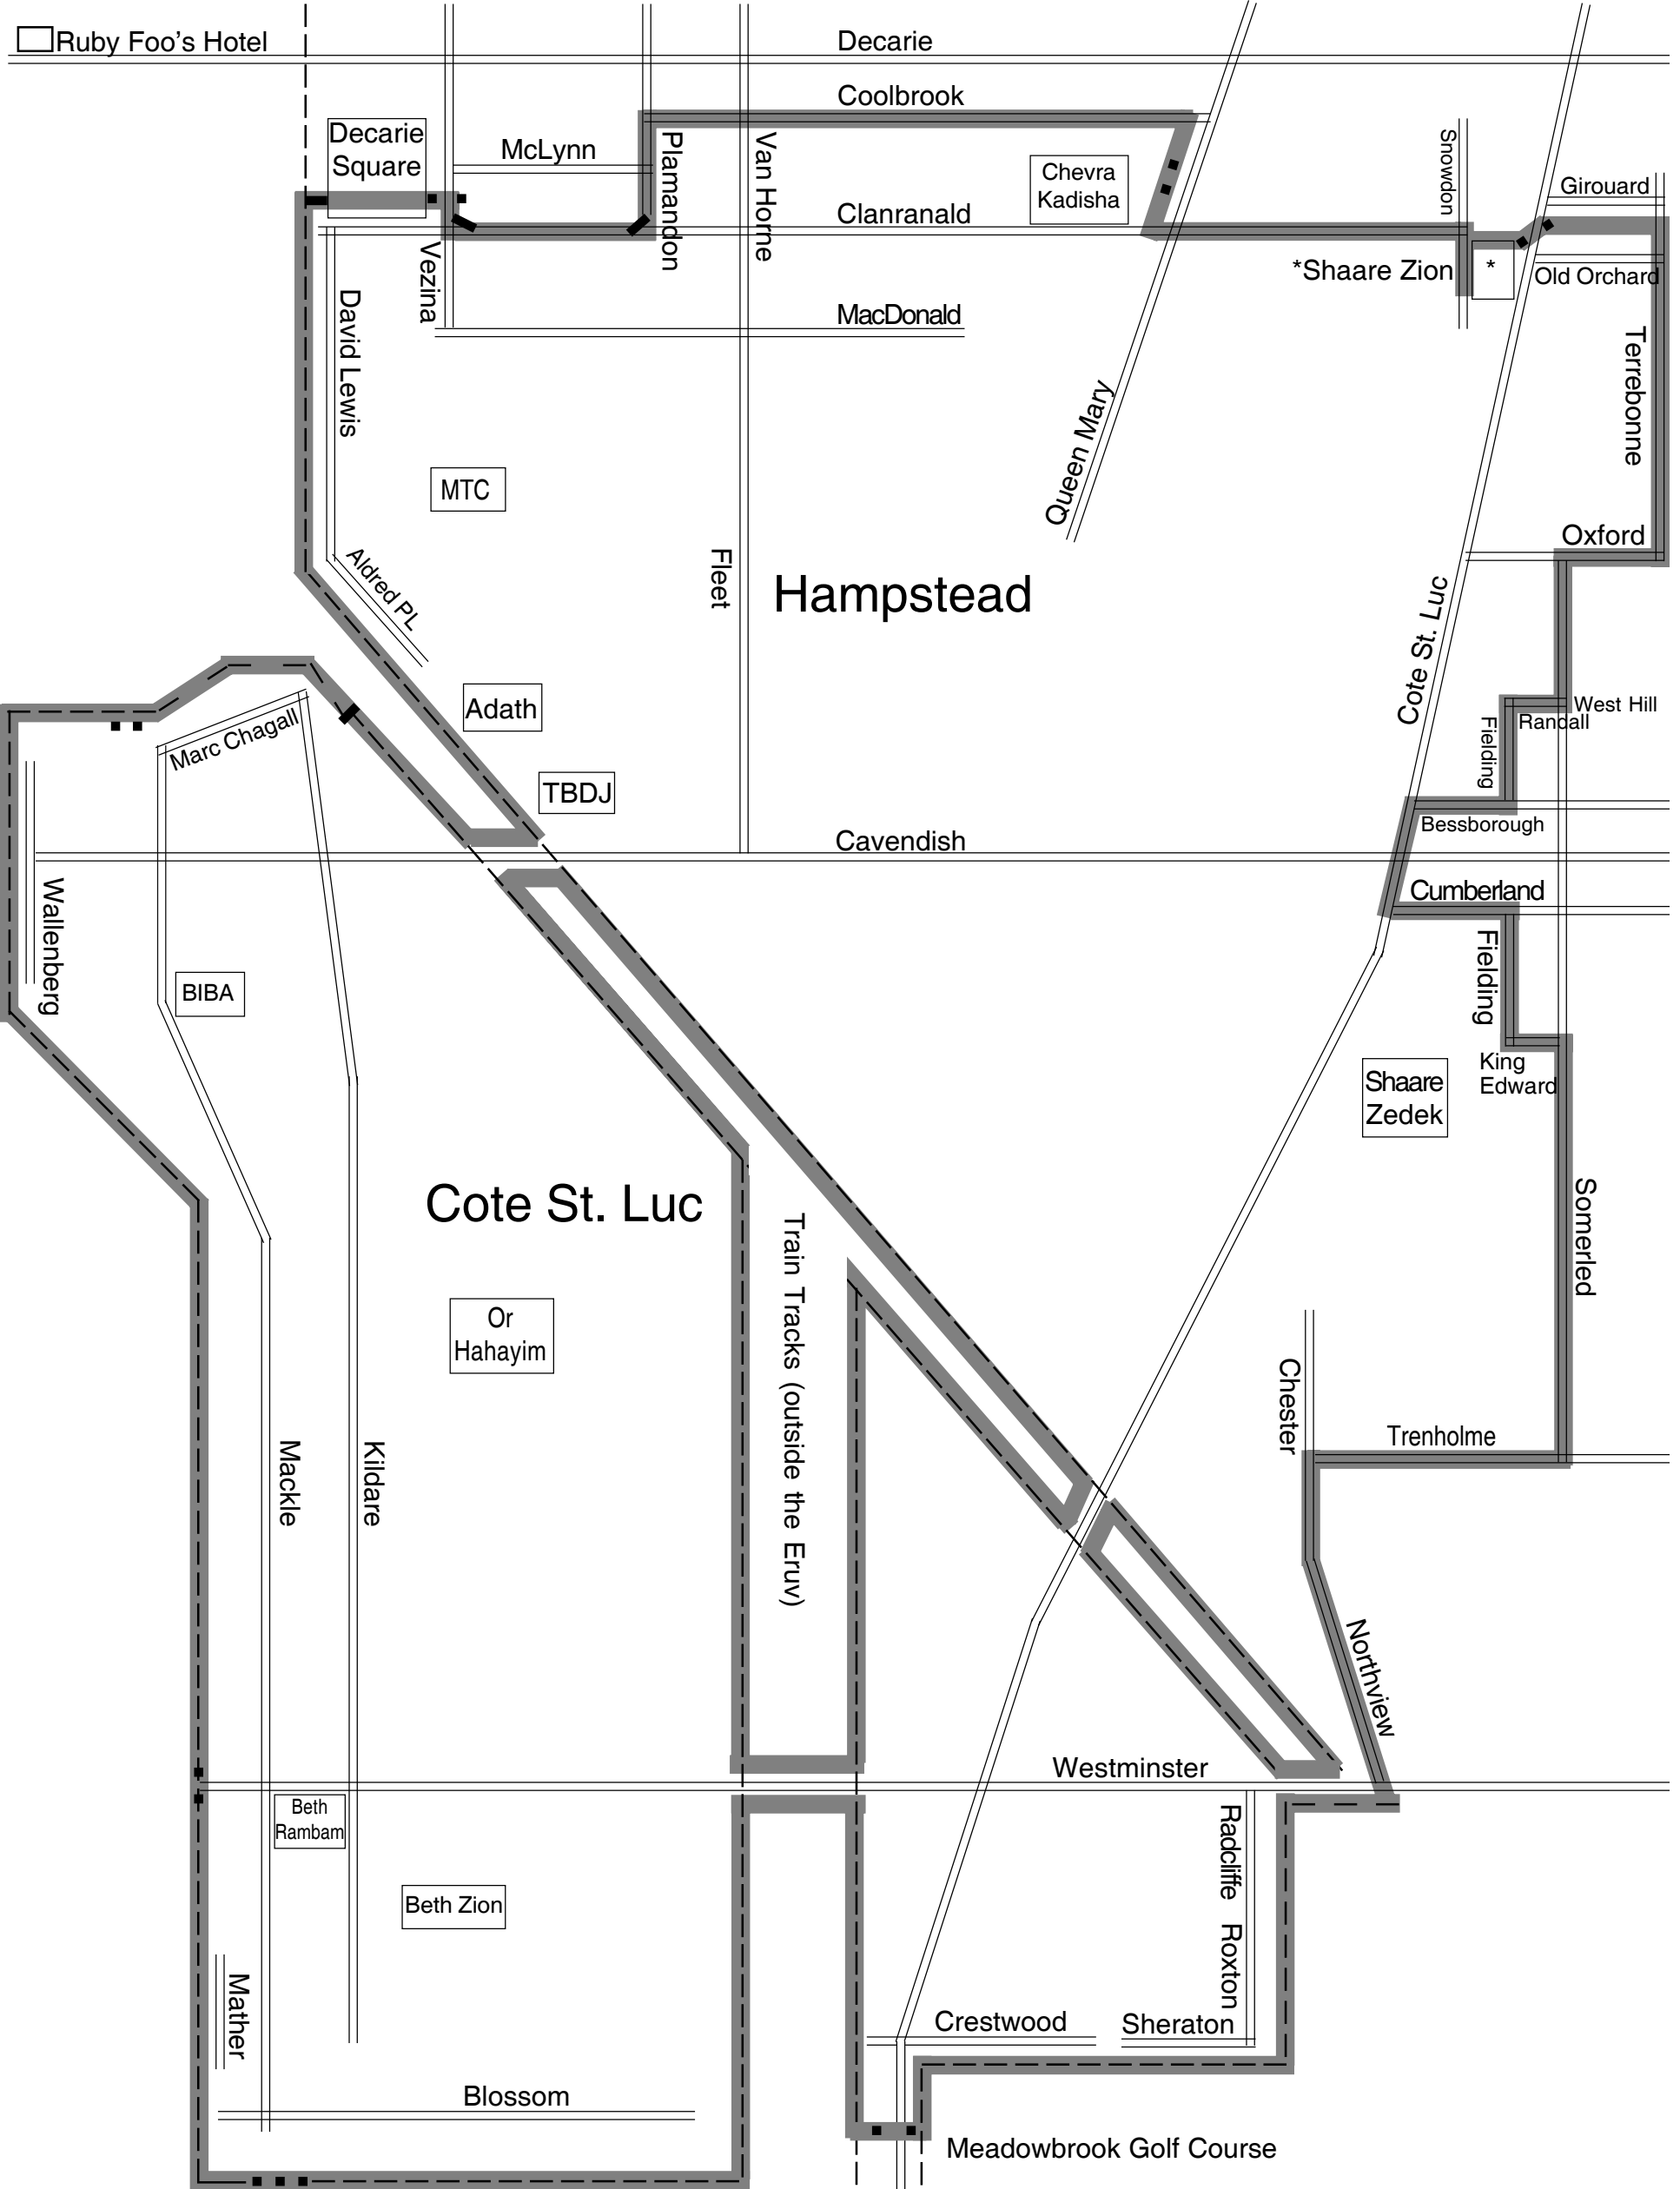 Ruby Foo's Hotel
Decarie
Coolbrook
Decarie
Square
McLynn
Plamandon
Van Horne
Chevra
Kadisha
Snowdon
Girouard
Clanranald
Vezina
*Shaare Zion
*
Old Orchard
David Lewis
MacDonald
Terrebonne
Queen Mary
MTC
Oxford
Aldred PL
Fleet
Hampstead
Cote St. Luc
Adath
West Hill
Randall
Fielding
Marc Chagall
TBDJ
Bessborough
Cavendish
Wallenberg
Cumberland
BIBA
Fielding
King
Edward
Shaare
Zedek
Cote St. Luc
Somerled
Train Tracks (outside the Eruv)
Or
Hahayim
Chester
Trenholme
Mackle
Kildare
Northview
Westminster
Beth
Rambam
Radcliffe
Beth Zion
Roxton
Mather
Crestwood
Sheraton
Blossom
Meadowbrook Golf Course